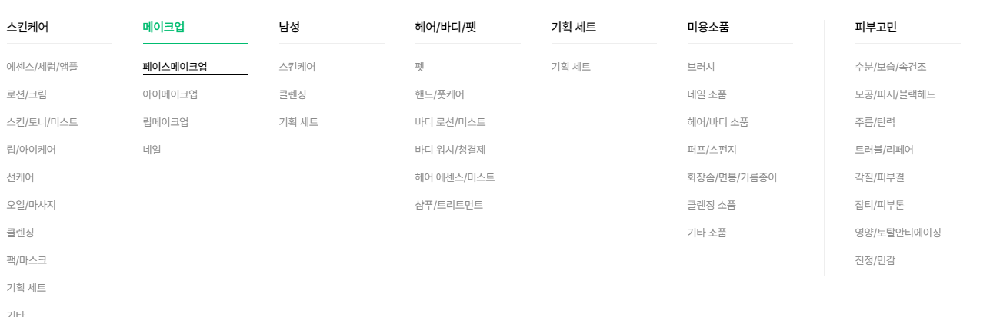 스킨케어
에센스/세럼/앰플
로션/크림
스킨/토너/미스트
립/아이케어
선케어
오일/마사지
클렌징
팩/마스크
기획 세트
기타
메이크업
페이스메이크업
아이메이크업
립메이크업
네일
남성
스킨케어
클렌징
기획 세트
헤어/바디/펫
펫
핸드/풋케어
바디 로션/미스트
바디 워시/청결제
헤어 에센스/미스트
샴푸/트리트먼트
기획 세트
기획 세트
미용소품
브러시
네일 소품
헤어/바디 소품
퍼프/스펀지
화장솜/면봉/기름종이
클렌징 소품
기타 소품
피부고민
수분/보습/속건조
모공/피지/블랙헤드
주름/탄력
트러블/리페어
각질/피부결
잡티/피부톤
영양/토탈안티에이징
진정/민감